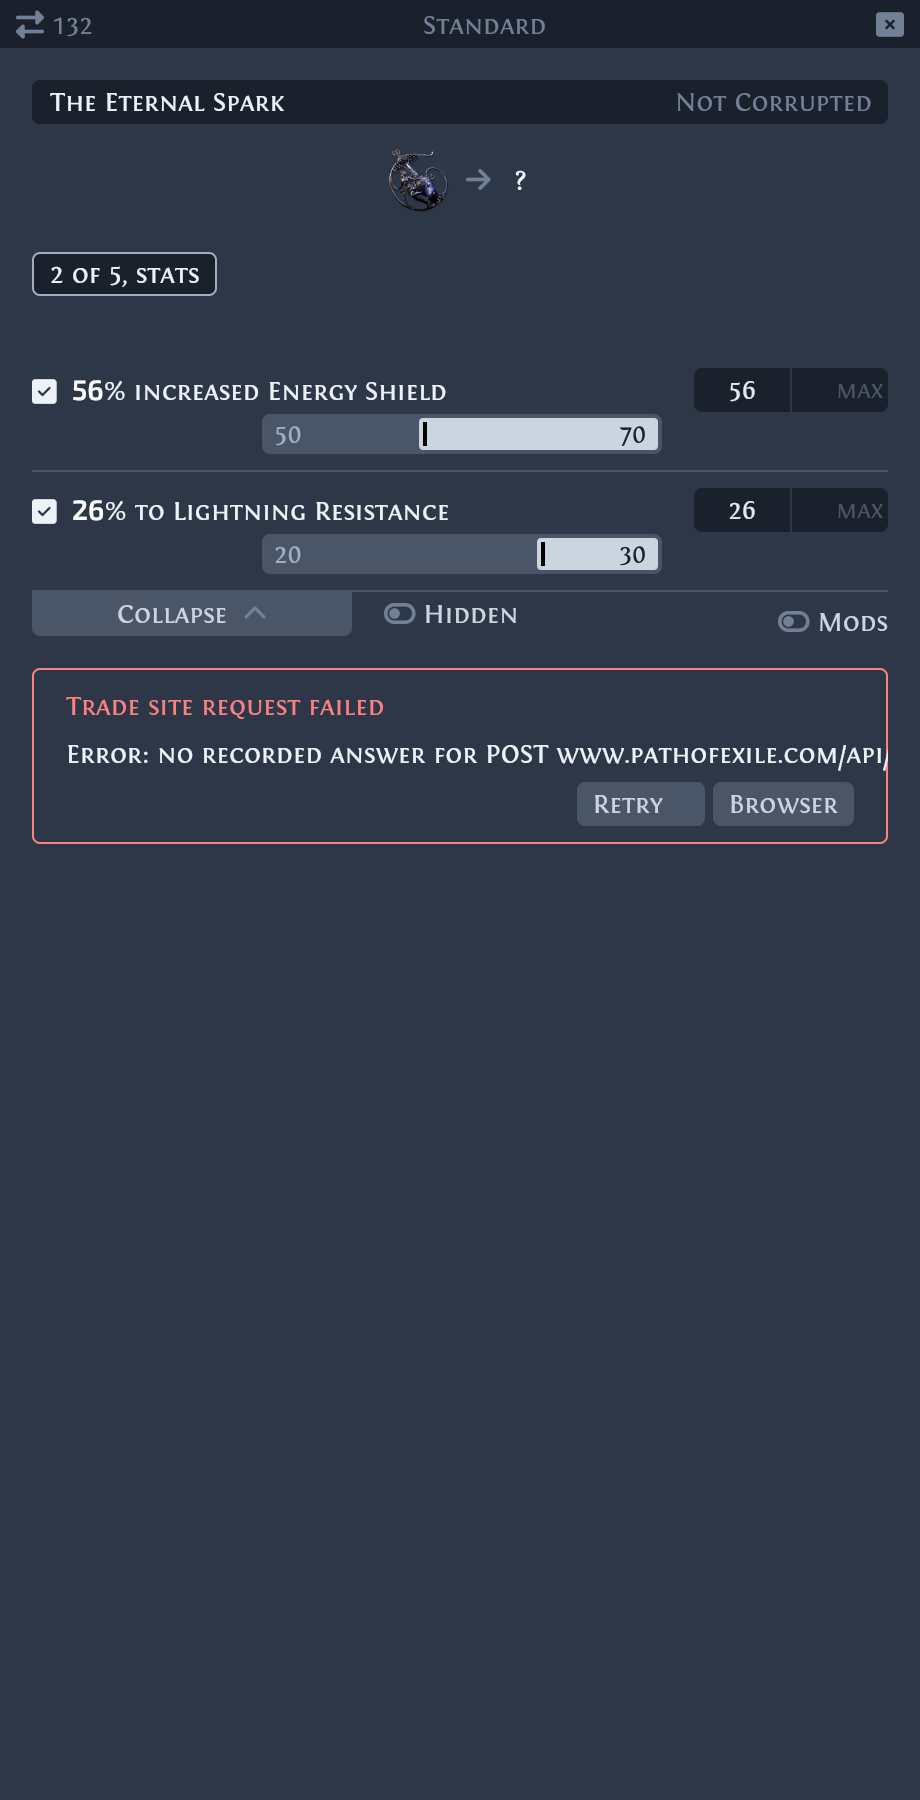 132 Standard
The Eternal Spark Not Corrupted
?
2 of 5, stats
56% increased Energy Shield 56 max
50 70
26% to Lightning Resistance 26 max
20 30
Collapse Hidden Mods
Trade site request failed
Error: no recorded answer for POST www.pathofexile.com/api/
Retry Browser